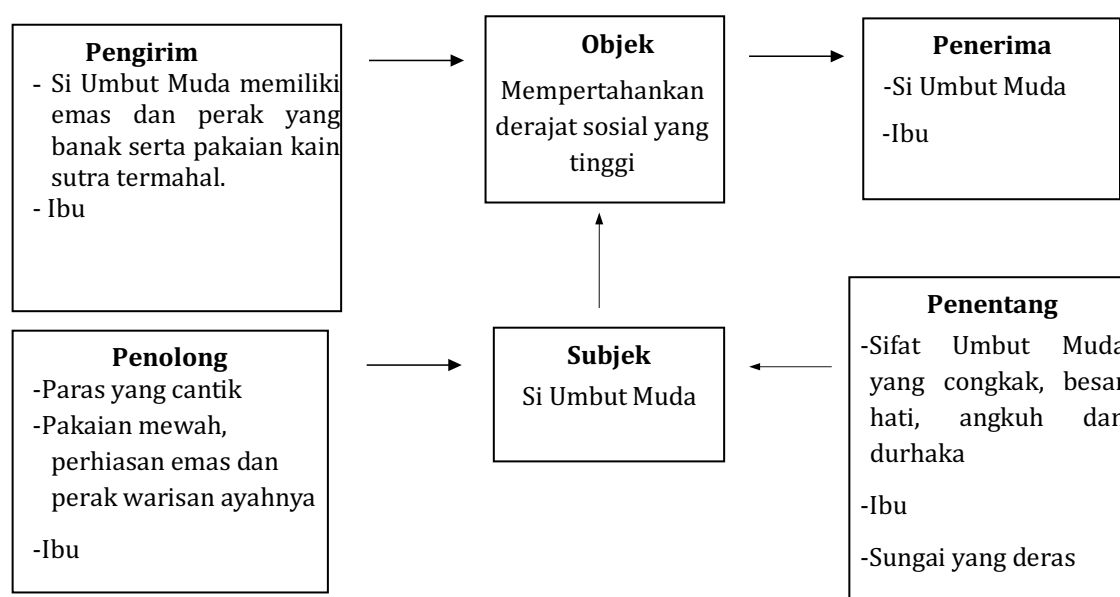 Pengirim
- Si Umbut Muda memiliki
emas dan perak yang
banak serta pakaian kain
sutra termahal.
- Ibu
Objek
Mempertahankan
derajat sosial yang
tinggi
Penerima
-Si Umbut Muda
-Ibu
Penolong
-Paras yang cantik
-Pakaian mewah,
perhiasan emas dan
perak warisan ayahnya
-Ibu
Subjek
Si Umbut Muda
Penentang
-Sifat Umbut Muda
yang congkak, besar
hati, angkuh dan
durhaka
-Ibu
-Sungai yang deras